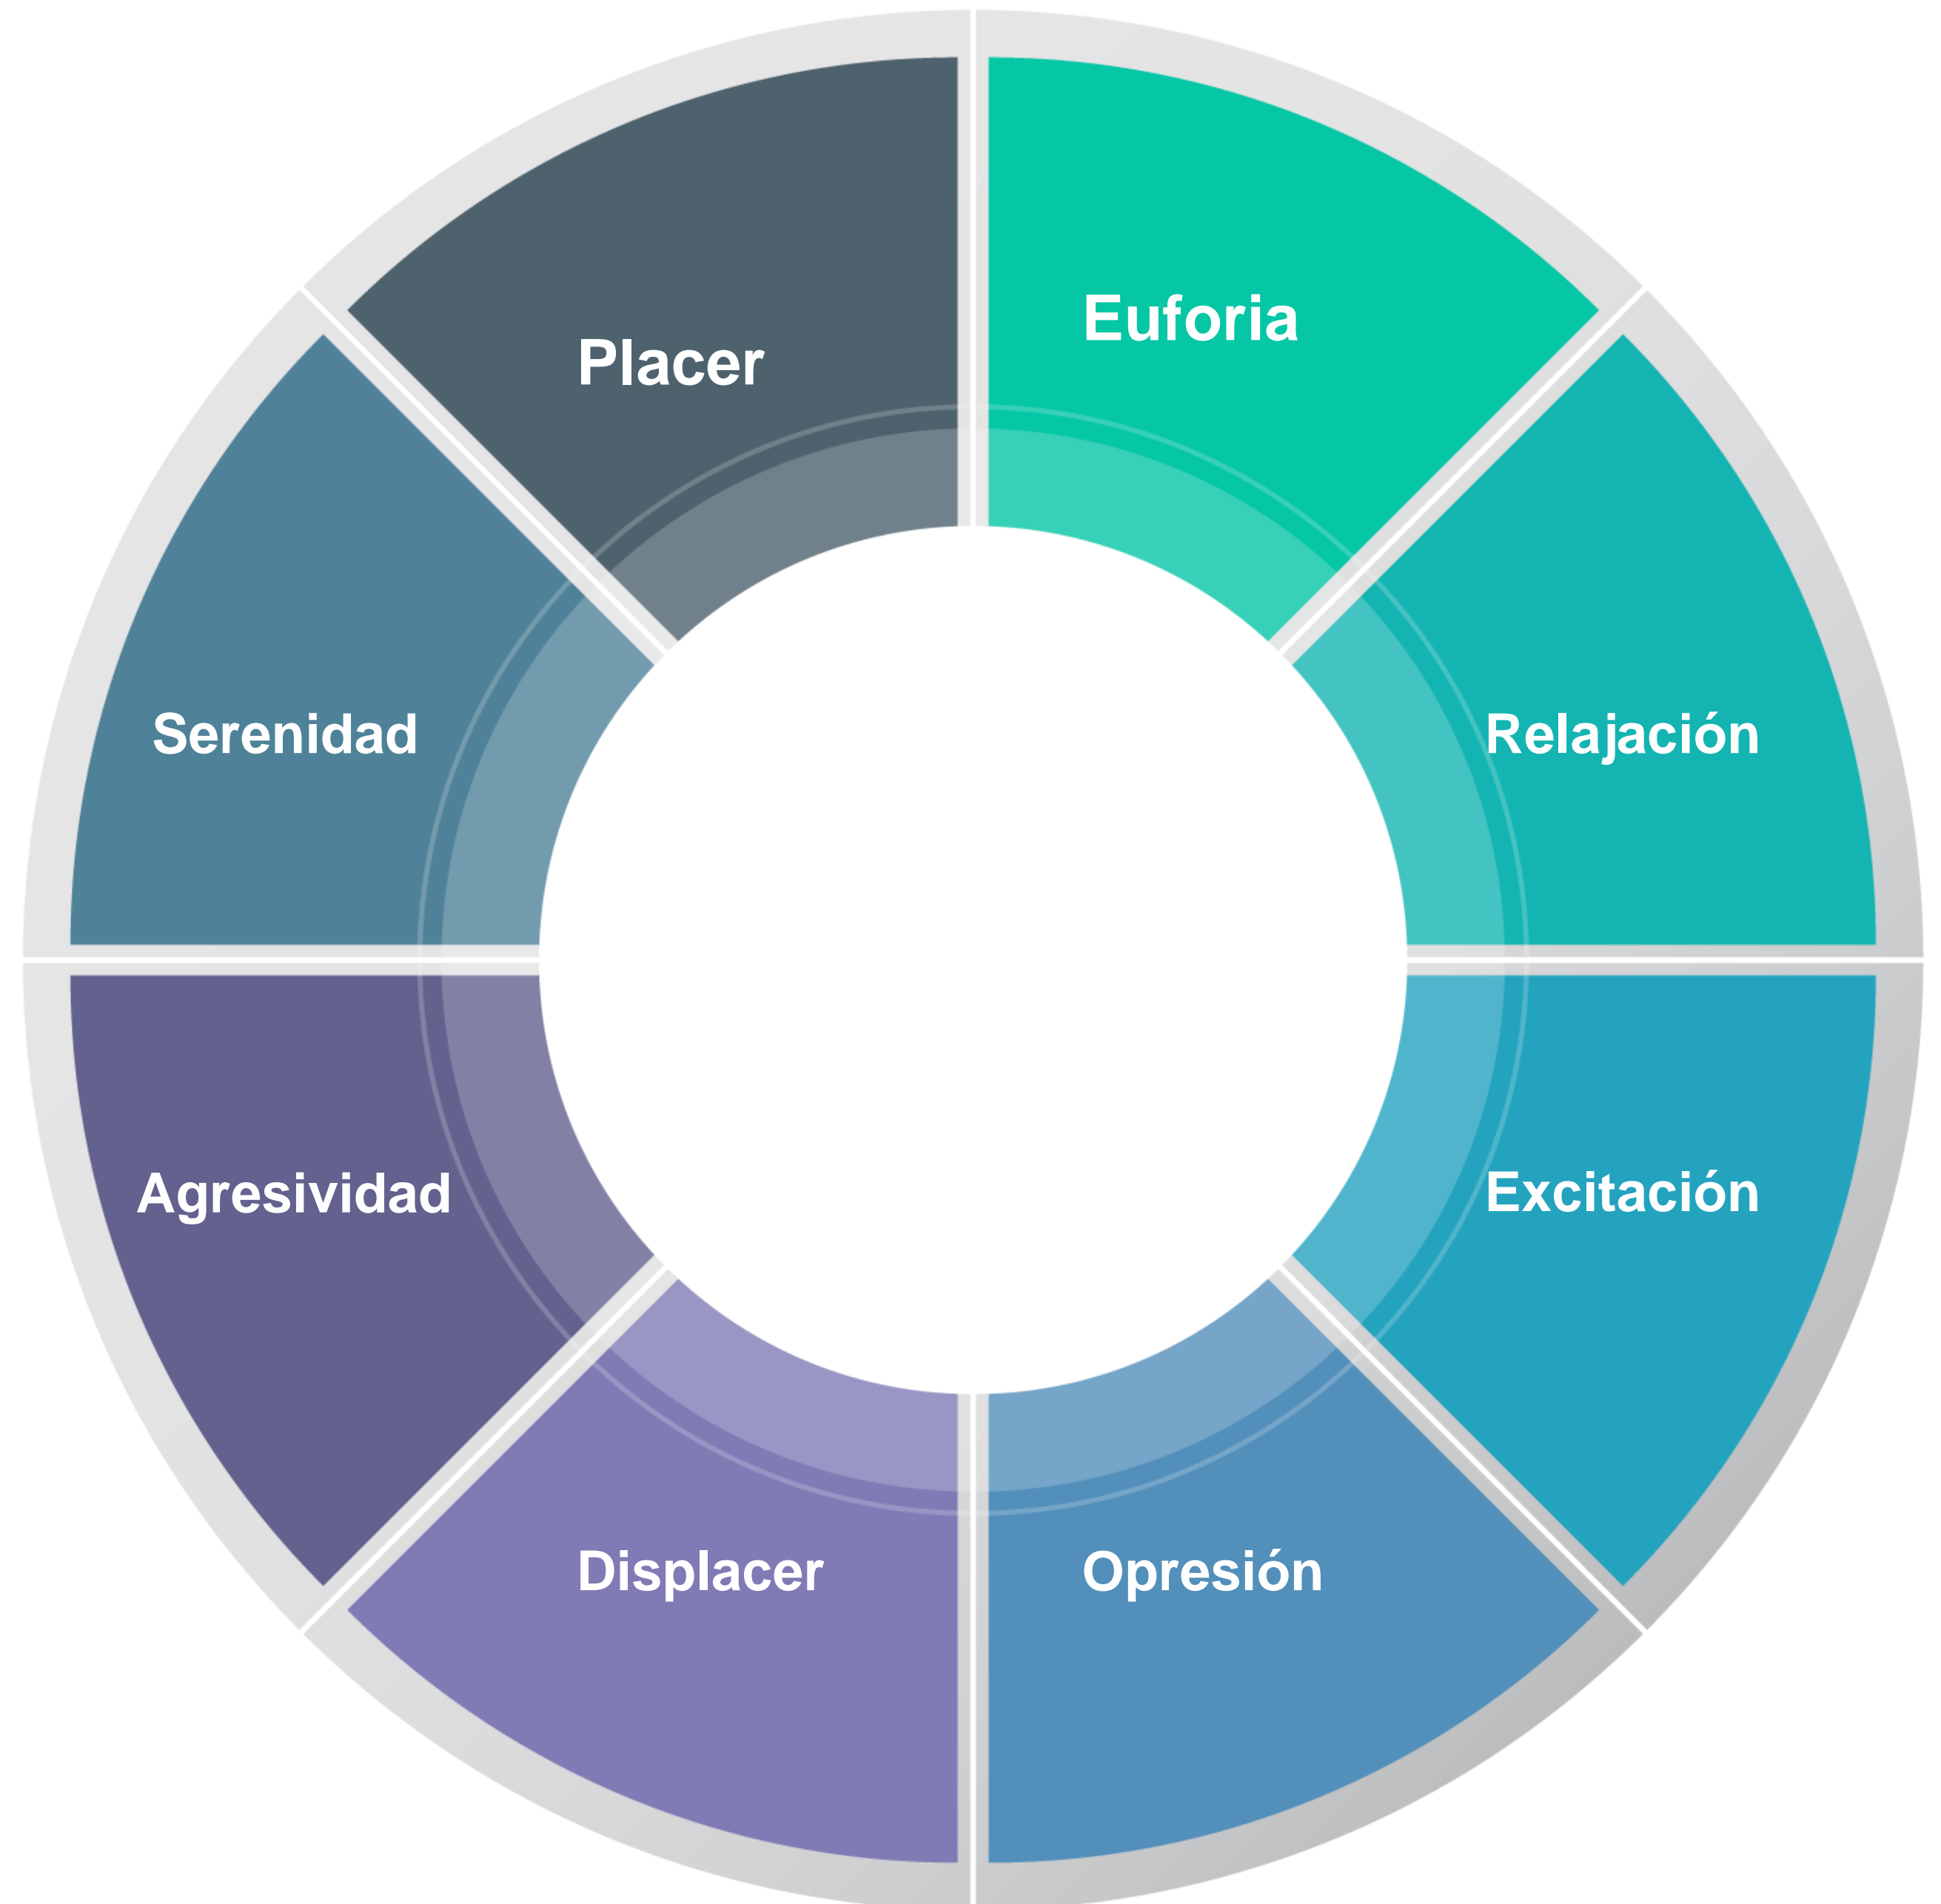 Euforia
Placer
Serenidad
Relajación
Agresividad
Excitación
Displacer
Opresión